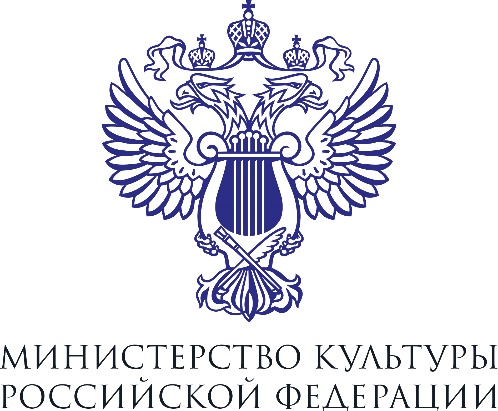 МИНИСТЕРСТВО КУЛЬТУРЫ
РОССИЙСКОЙ ФЕДЕРАЦИИ